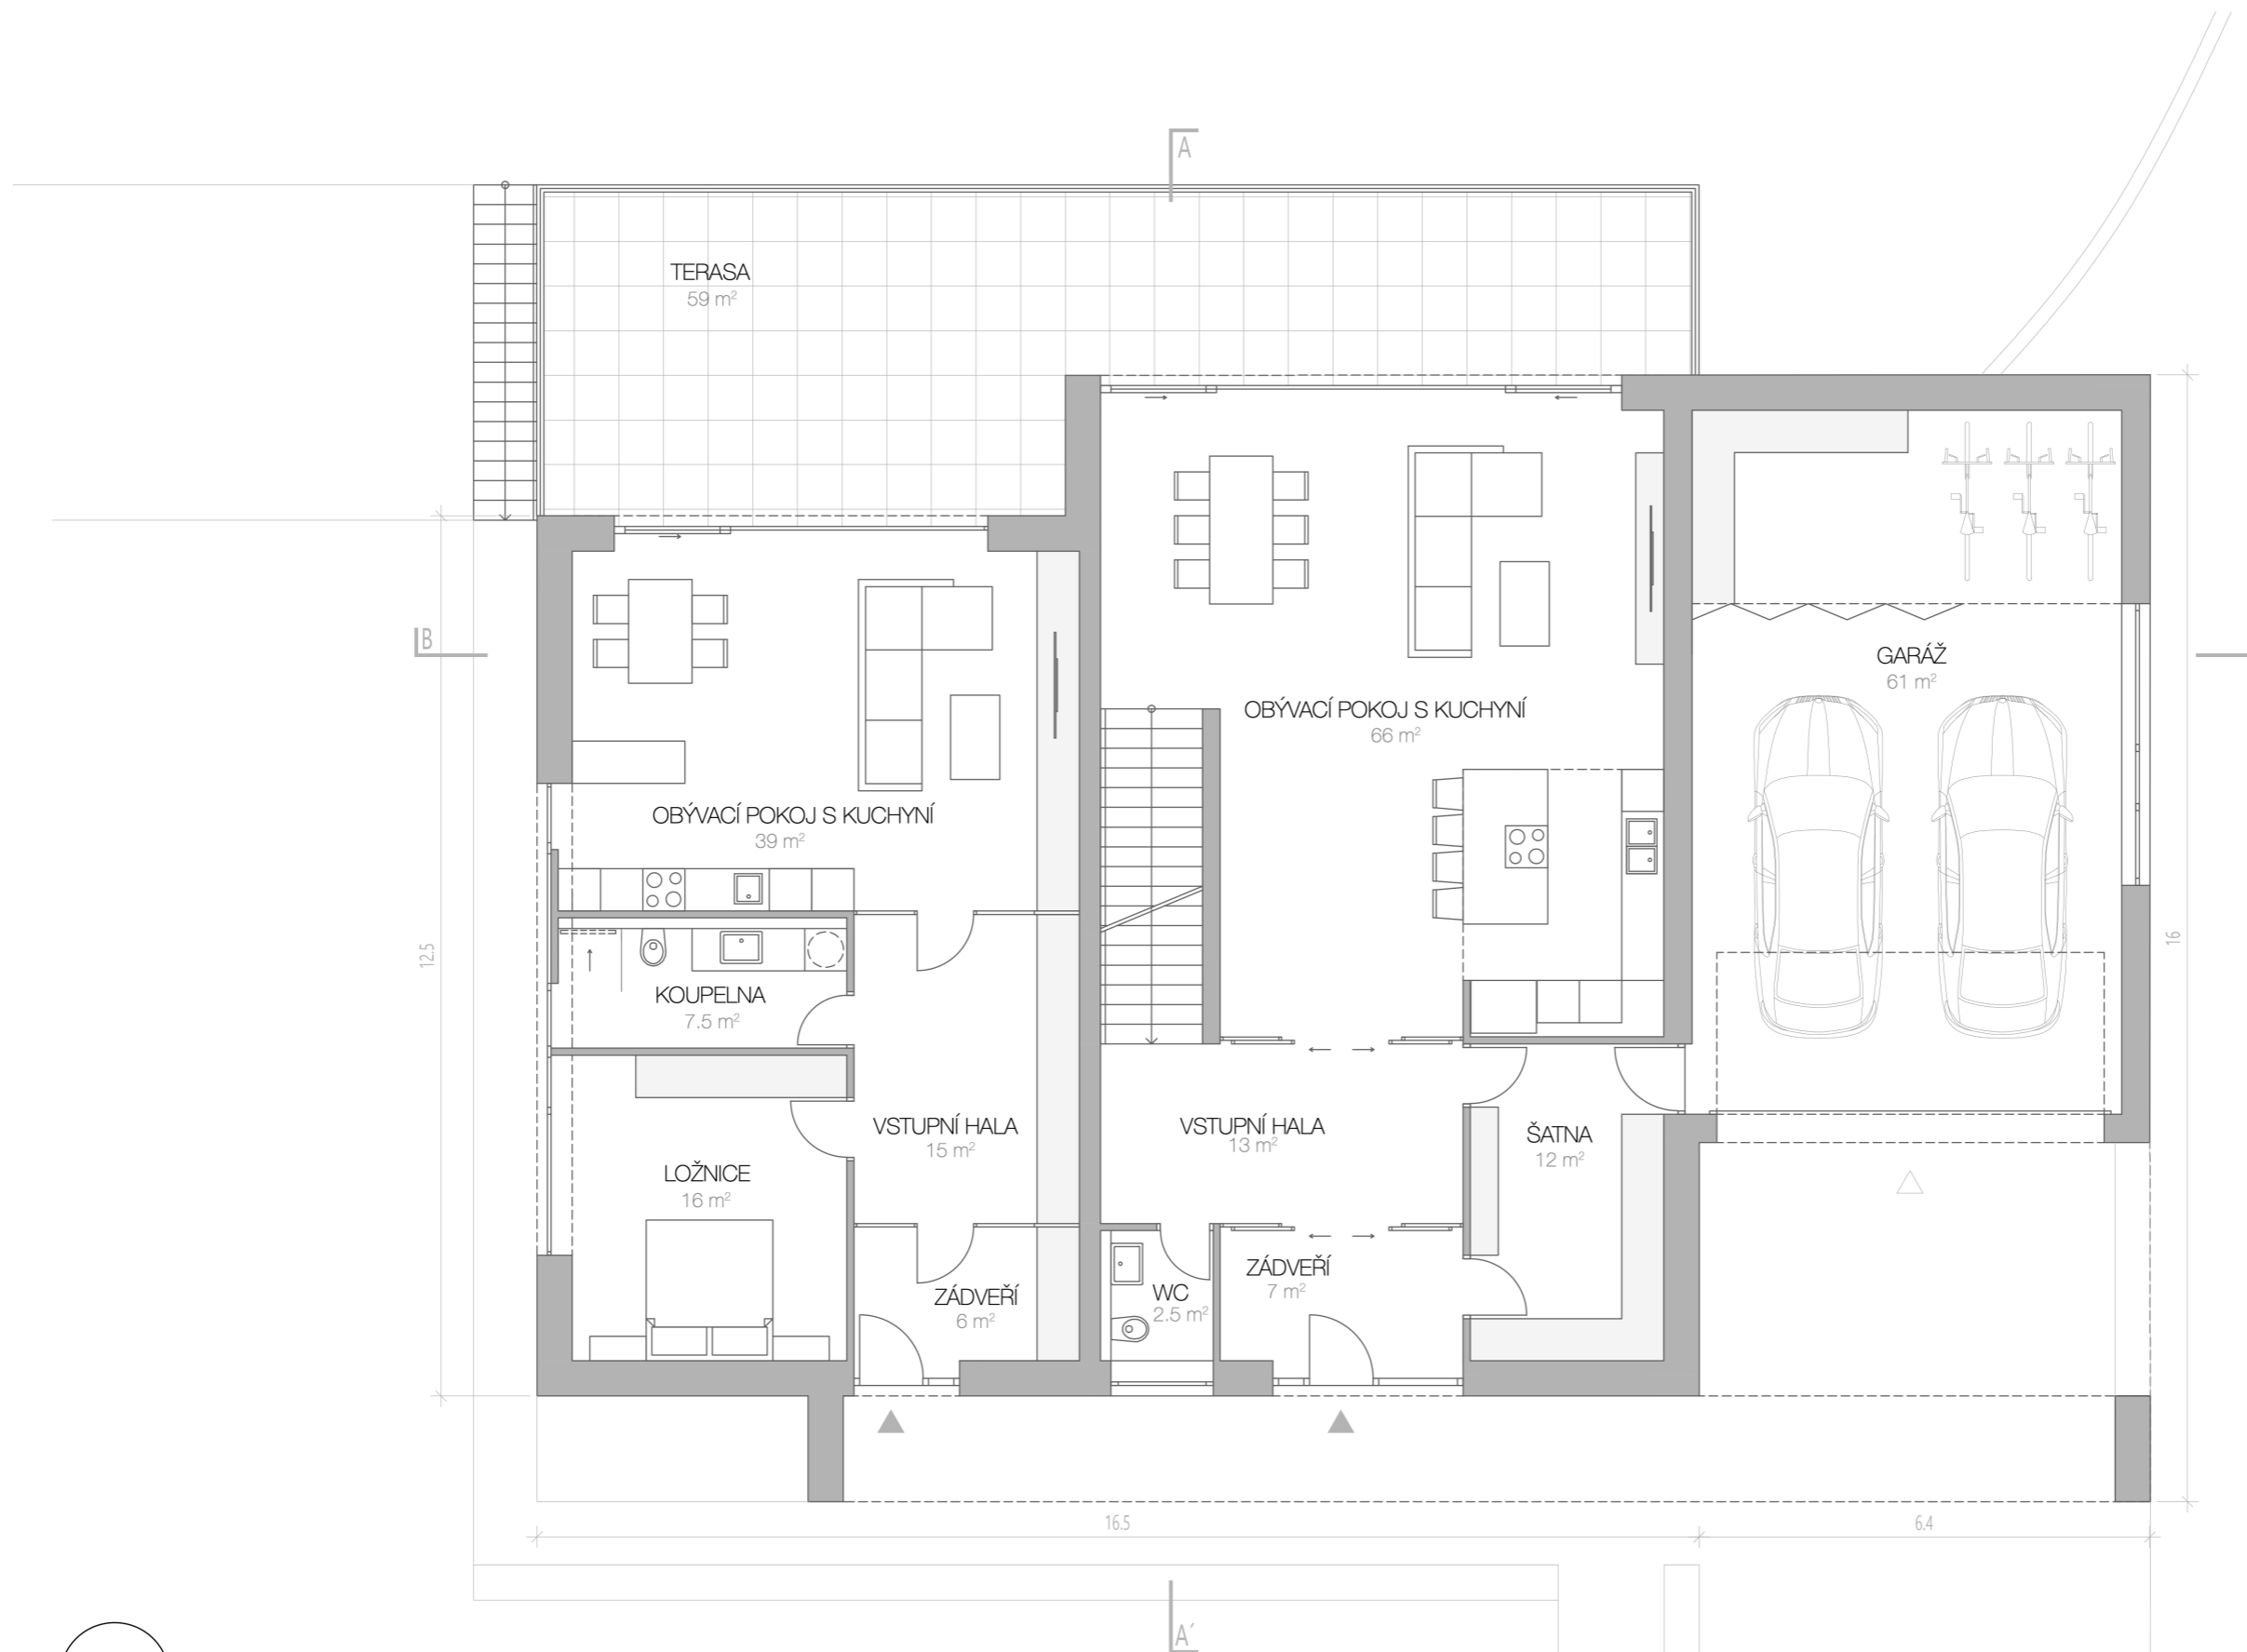 A
TERASA
59 m²
B
GARÁŽ
61 m²
OBÝVACÍ POKOJ S KUCHYNÍ
66 m²
OBÝVACÍ POKOJ S KUCHYNÍ
39 m²
12.5
16
KOUPELNA
7.5 m²
VSTUPNÍ HALA
15 m²
VSTUPNÍ HALA
13 m²
ŠATNA
12 m²
LOŽNICE
16 m²
ZÁDVEŘÍ
6 m²
WC
2.5 m²
ZÁDVEŘÍ
7 m²
16.5
6.4
A´